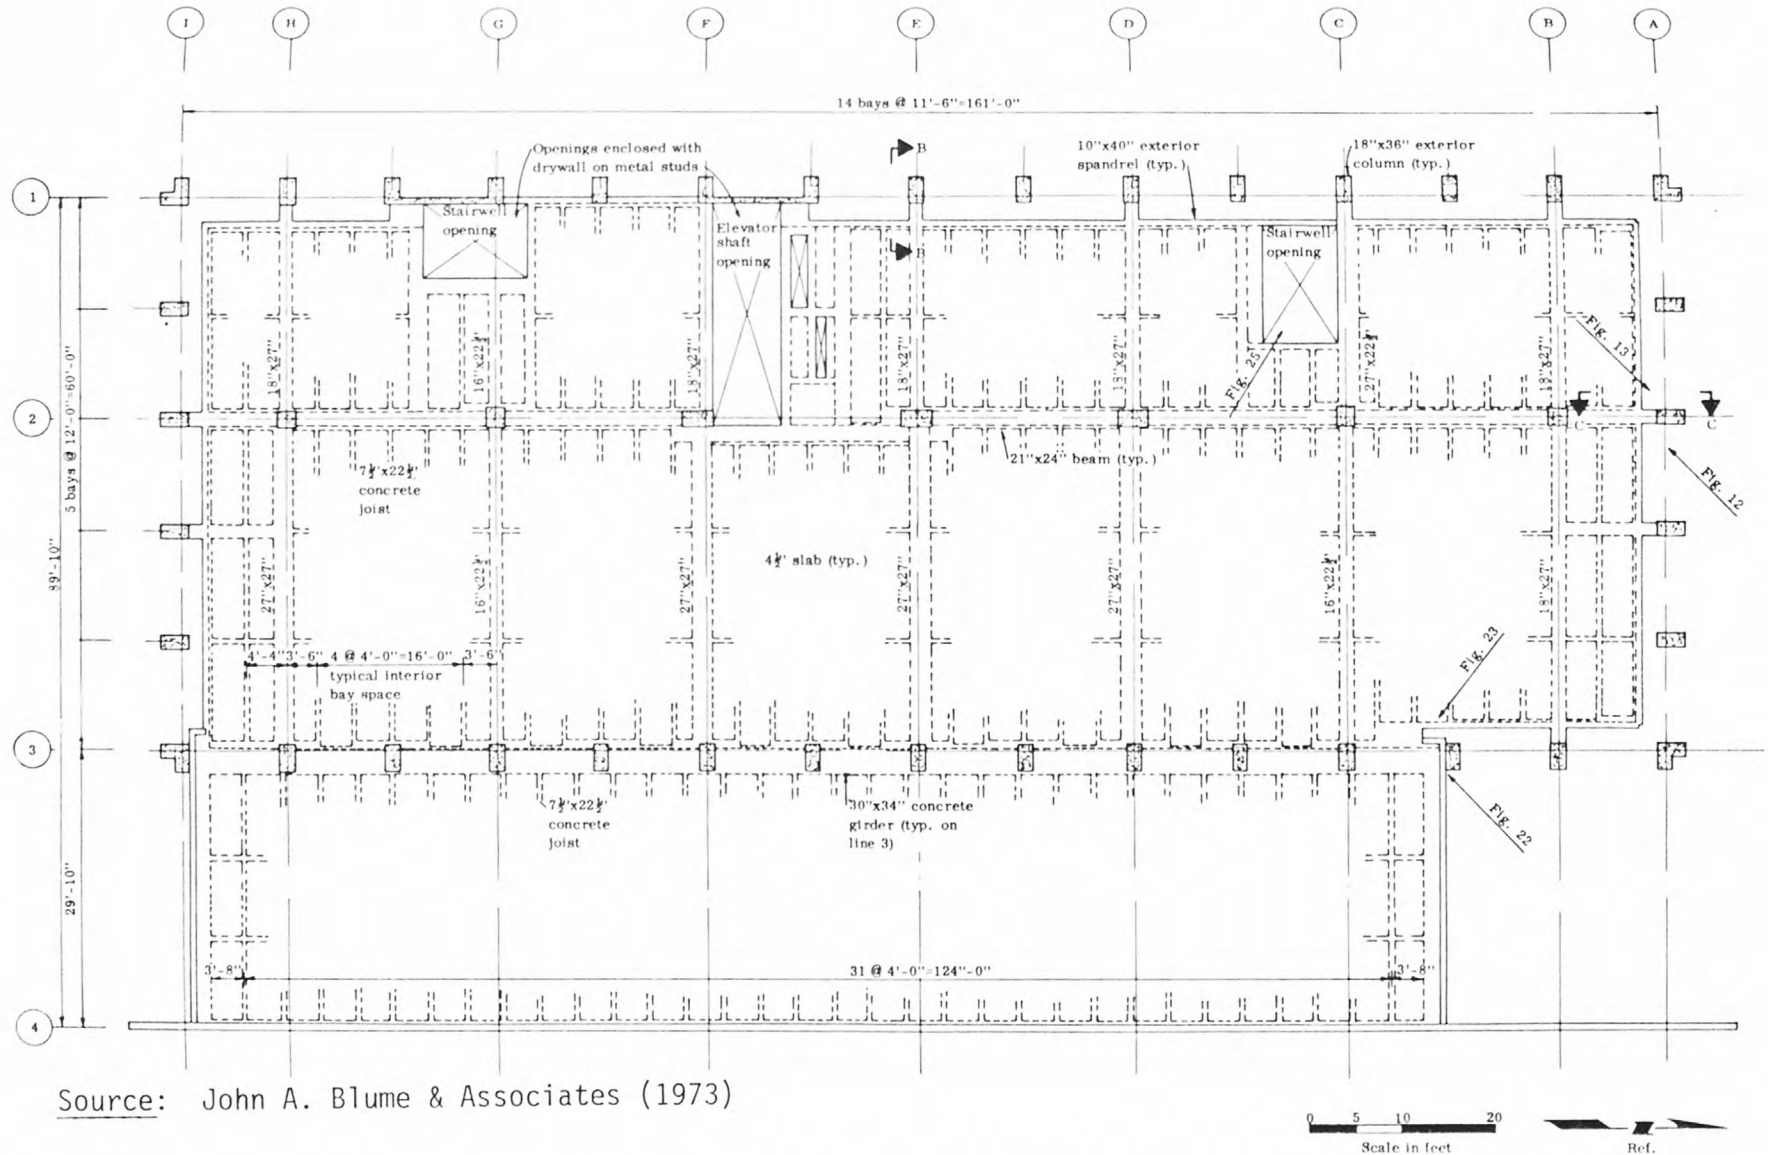 I H G F E D C B A
14 bays @ 11'-6"=161'-0"
Openings enclosed with
drywall on metal studs
B
10"x40" exterior
spandrel (typ.)
18"x36" exterior
column (typ.)
1
Stairwell
opening
Elevator
shaft
opening
B
Stairwell
opening
5 bays @ 12'-0"=60'-0"
18"x27"
16"x22½"
18"x27"
18"x27"
18"x27"
Fig. 25
27"x22½"
18"x27"
Fig. 13
2
C
C
7½"x22½"
concrete
joist
21"x24" beam (typ.)
Fig. 12
89'-10"
27"x27"
16"x22½"
27"x27"
4½" slab (typ.)
27"x27"
27"x27"
16"x22½"
18"x27"
4'-4" 3'-6" 4 @ 4'-0"=16'-0" 3'-6"
typical interior
bay space
Fig. 23
3
7½"x22½"
concrete
joist
30"x34" concrete
girder (typ. on
line 3)
Fig. 22
29'-10"
3'-8"
31 @ 4'-0"=124"-0"
3'-8"
4
Source: John A. Blume & Associates (1973)
0 5 10 20
Scale in feet
Ref.